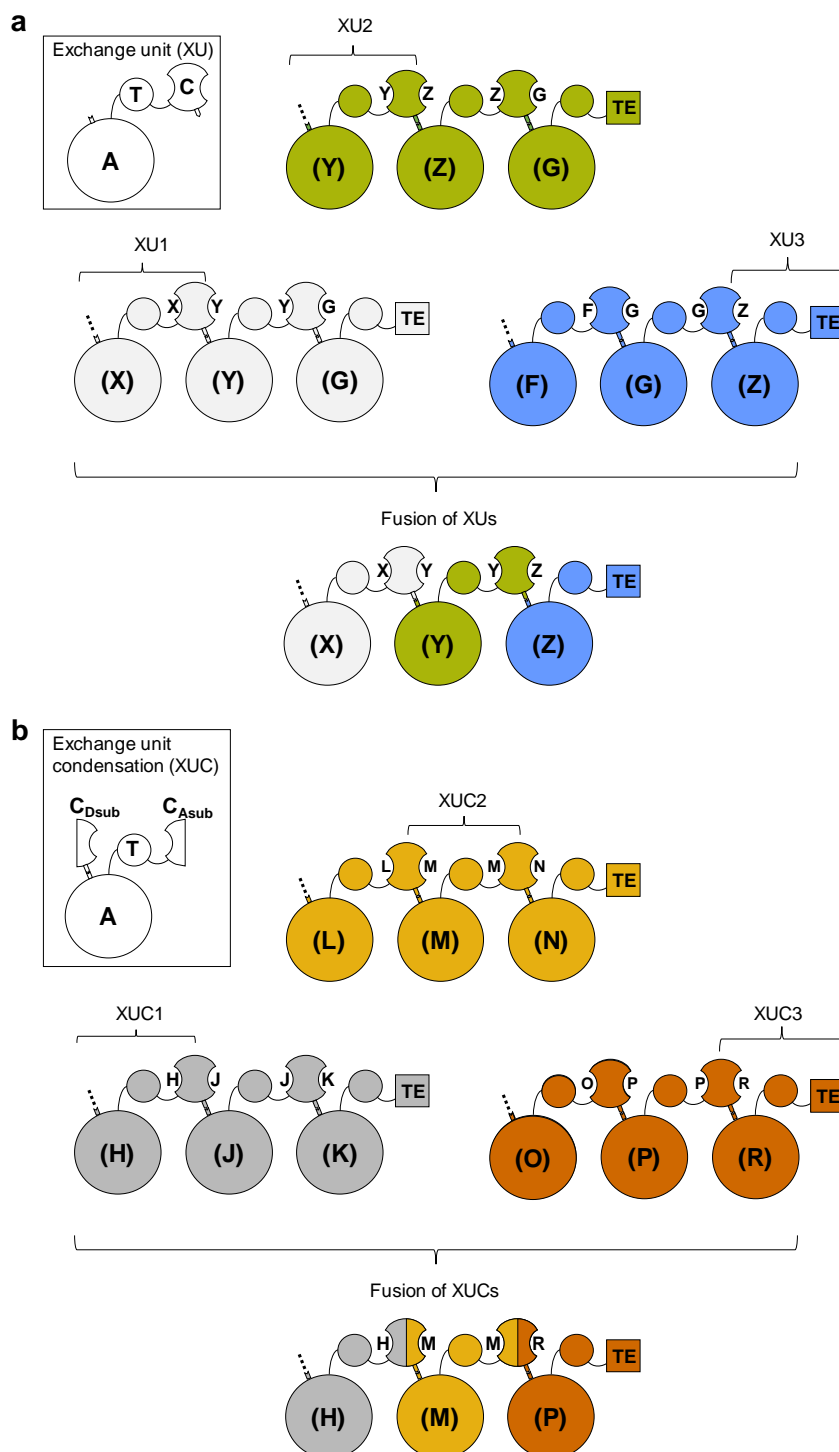 a
Exchange unit (XU)
T
C
A
XU2
Y Z Z G
TE
(Y) (Z) (G)
XU1
X Y Y G
TE
(X) (Y) (G)
XU3
F G G Z
TE
(F) (G) (Z)
Fusion of XUs
X Y Y Z
TE
(X) (Y) (Z)
b
Exchange unit
condensation (XUC)
CDsub CAsub
T
A
XUC2
L M M N
TE
(L) (M) (N)
XUC1
H J J K
TE
(H) (J) (K)
XUC3
O P P R
TE
(O) (P) (R)
Fusion of XUCs
H M M R
TE
(H) (M) (P)